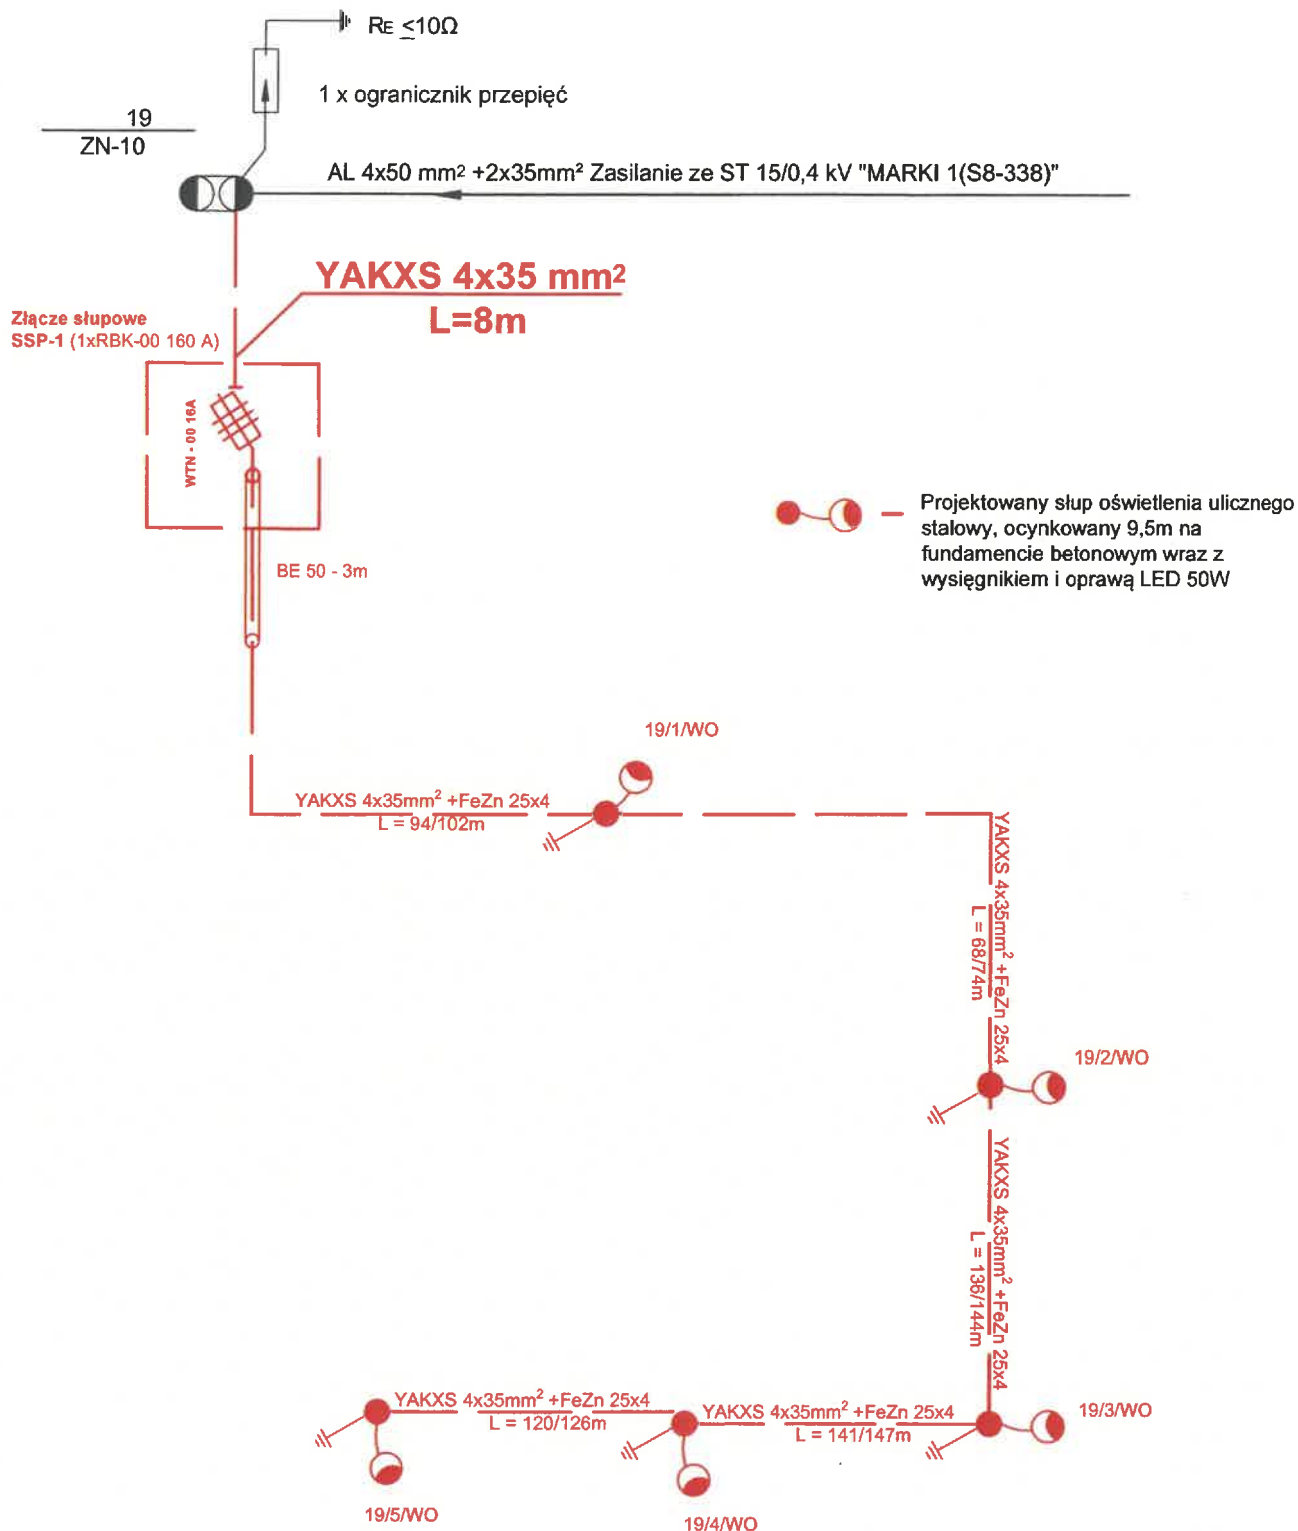 RE ≤10Ω
1 x ogranicznik przepięć
19
ZN-10
AL 4x50 mm² +2x35mm² Zasilanie ze ST 15/0,4 kV "MARKI 1(S8-338)"
YAKXS 4x35 mm²
L=8m
Złącze słupowe
SSP-1 (1xRBK-00 160 A)
WTN - 00 16A
BE 50 - 3m
Projektowany słup oświetlenia ulicznego
stalowy, ocynkowany 9,5m na
fundamencie betonowym wraz z
wysięgnikiem i oprawą LED 50W
19/1/WO
YAKXS 4x35mm² +FeZn 25x4
L = 94/102m
YAKXS 4x35mm² +FeZn 25x4
L = 68/74m
19/2/WO
YAKXS 4x35mm² +FeZn 25x4
L = 136/144m
19/3/WO
YAKXS 4x35mm² +FeZn 25x4
L = 141/147m
19/4/WO
YAKXS 4x35mm² +FeZn 25x4
L = 120/126m
19/5/WO